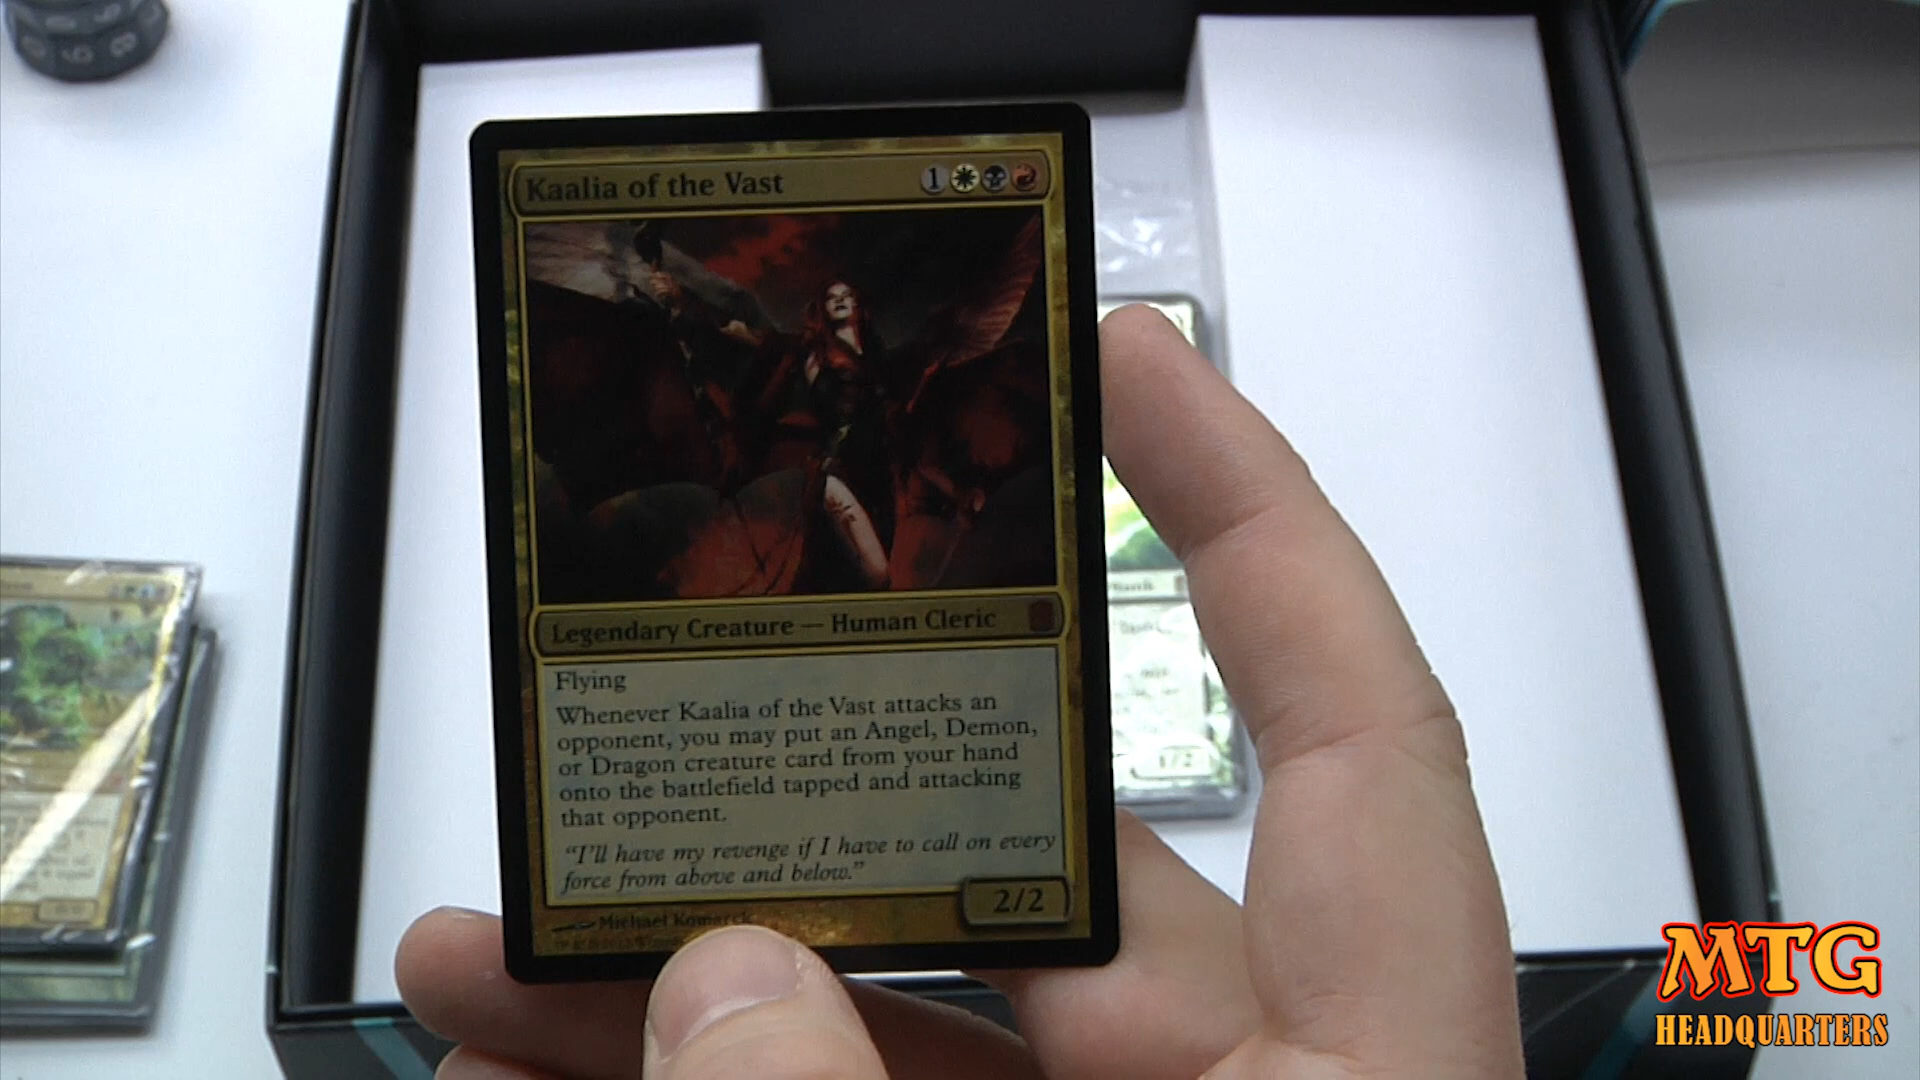 Kaalia of the Vast
1
Legendary Creature — Human Cleric
Flying
Whenever Kaalia of the Vast attacks an
opponent, you may put an Angel, Demon,
or Dragon creature card from your hand
onto the battlefield tapped and attacking
that opponent.
"I'll have my revenge if I have to call on every
force from above and below."
2/2
Michael Komarck
1/2
MTG
HEADQUARTERS